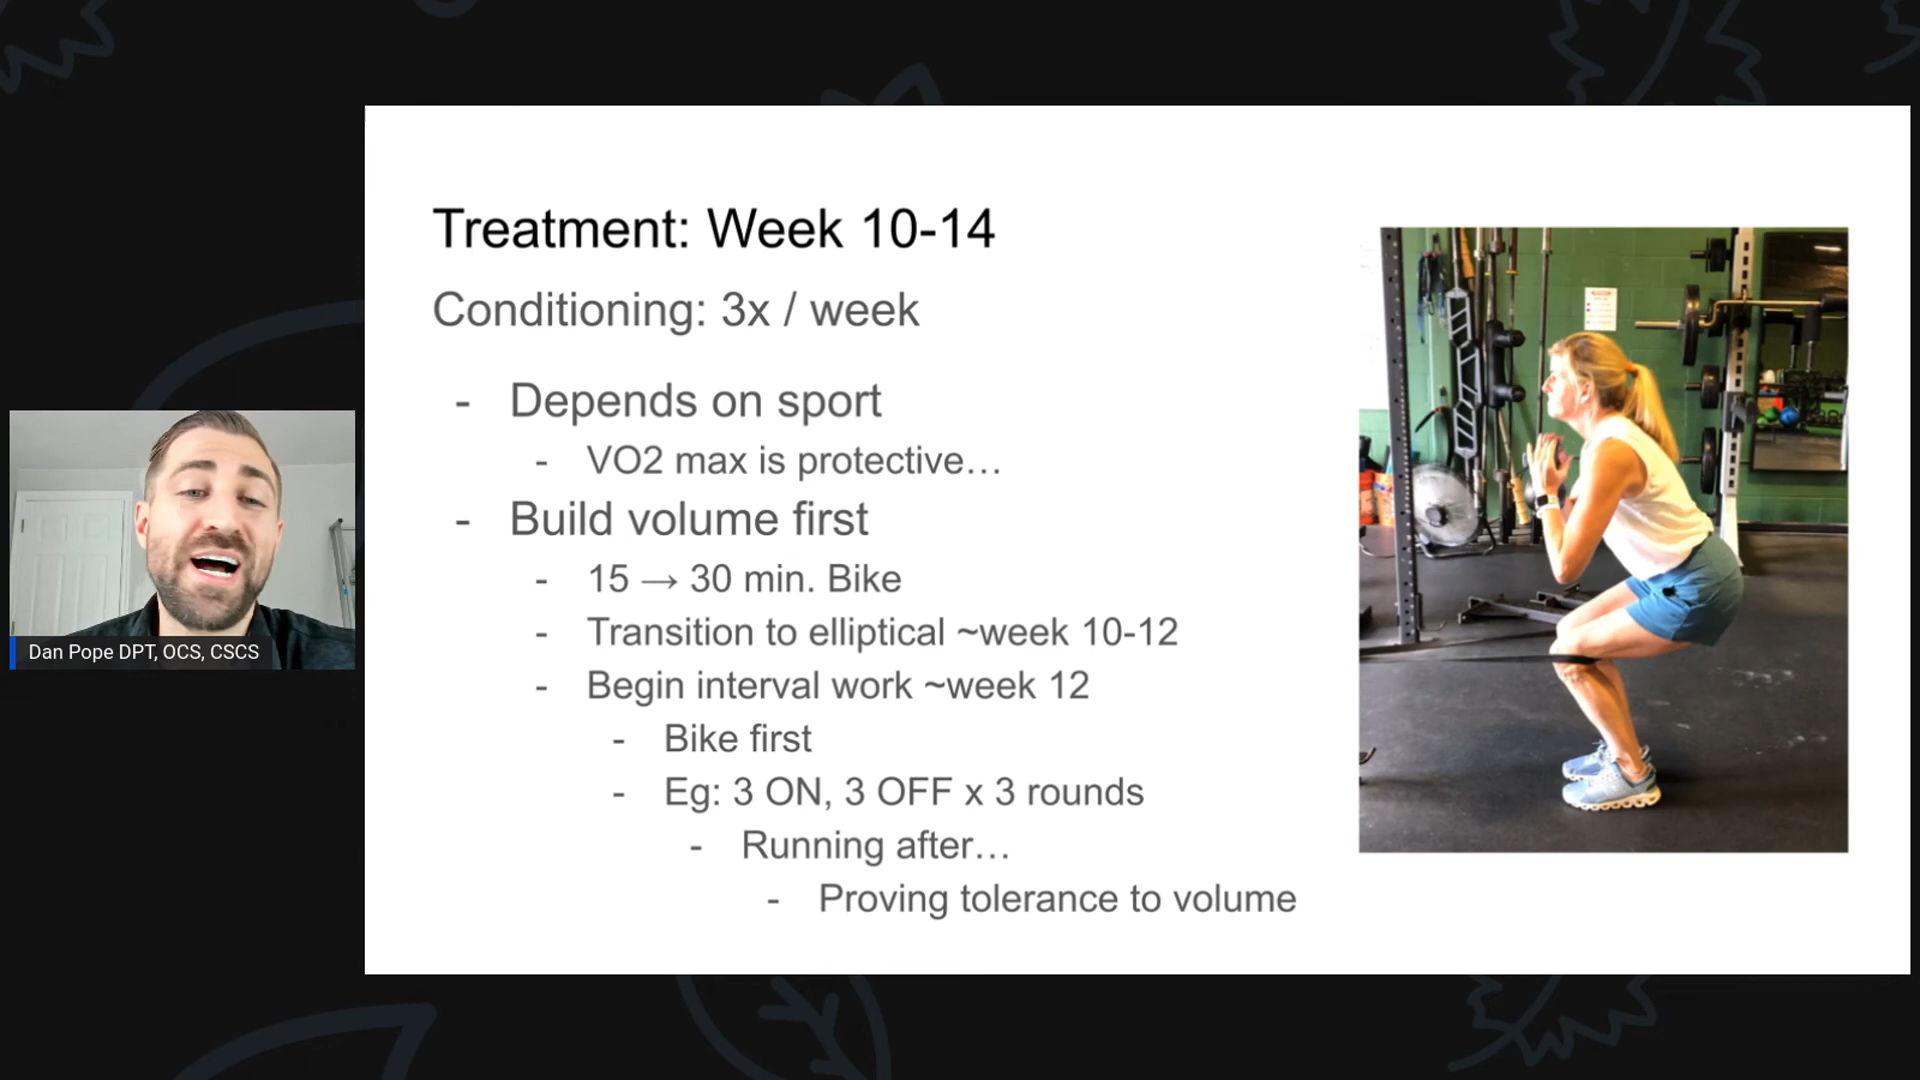 Treatment: Week 10-14
Conditioning: 3x / week
- Depends on sport
- VO2 max is protective…
- Build volume first
- 15 → 30 min. Bike
- Transition to elliptical ~week 10-12
- Begin interval work ~week 12
- Bike first
- Eg: 3 ON, 3 OFF x 3 rounds
- Running after…
- Proving tolerance to volume
Dan Pope DPT, OCS, CSCS